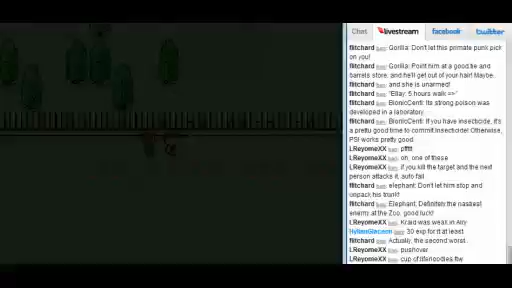 Chat livestream facebook twitter
flitchard: Gorilla: Don't let this primate punk pick
on you!
flitchard: Gorilla: Point him at a good tie and
barrels store, and he'll get out of your hair! Maybe.
flitchard: and she is unarmed!
flitchard: "Ellay: 5 hours walk =>"
flitchard: BionicCenti: Its strong poison was
developed in a laboratory.
flitchard: BionicCenti: If you have insecticide, it's
a pretty good time to commit insecticide! Otherwise,
PSI works pretty good.
LReyomeXX: pffft
LReyomeXX: oh, one of these
LReyomeXX: if you kill the target and the next
person attacks it, auto fail
flitchard: elephant: Don't let him stop and
unpack his trunk!
flitchard: Elephant, Definitely the nastiest
enemy at the Zoo. good luck!
LReyomeXX: Kraid was weak in
30 exp for it at least
flitchard: Actually, the second worst.
LReyomeXX: pushover
LReyomeXX: cup of lifenoodles ftw